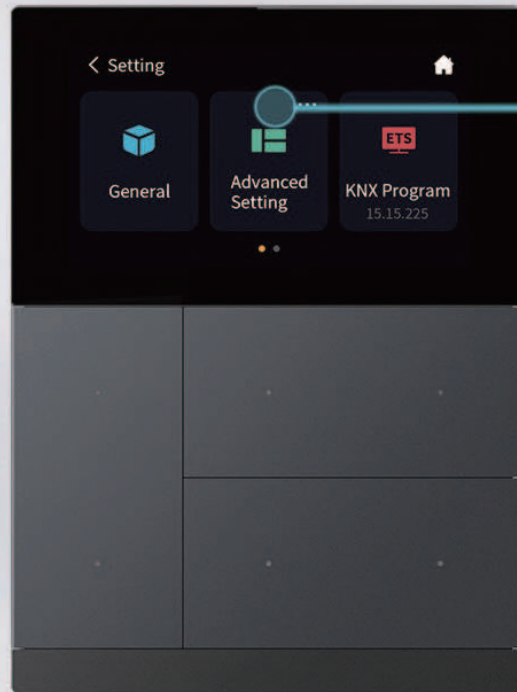 < Setting
General
Advanced
Setting
ETS
KNX Program
15.15.225